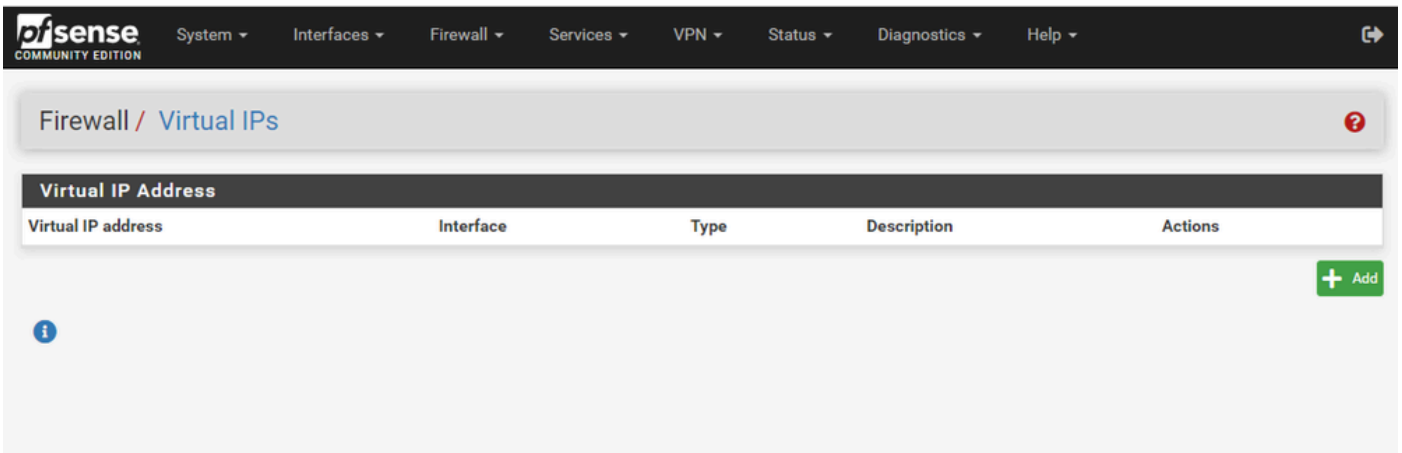 pfsense System Interfaces Firewall Services VPN Status Diagnostics Help
COMMUNITY EDITION
Firewall / Virtual IPs
Virtual IP Address
Virtual IP address Interface Type Description Actions
Add